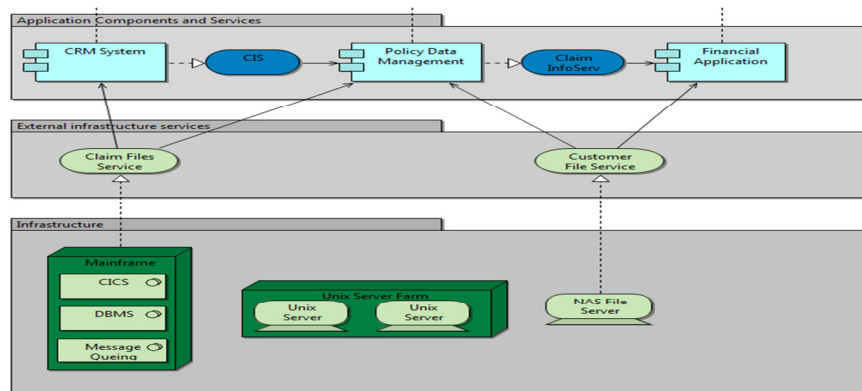 Application Components and Services
CRM System
CIS
Policy Data
Management
Claim
InfoServ
Financial
Application
External infrastructure services
Claim Files
Service
Customer
File Service
Infrastructure
Mainframe
CICS
DBMS
Message
Queing
Unix Server Farm
Unix
Server
Unix
Server
NAS File
Server